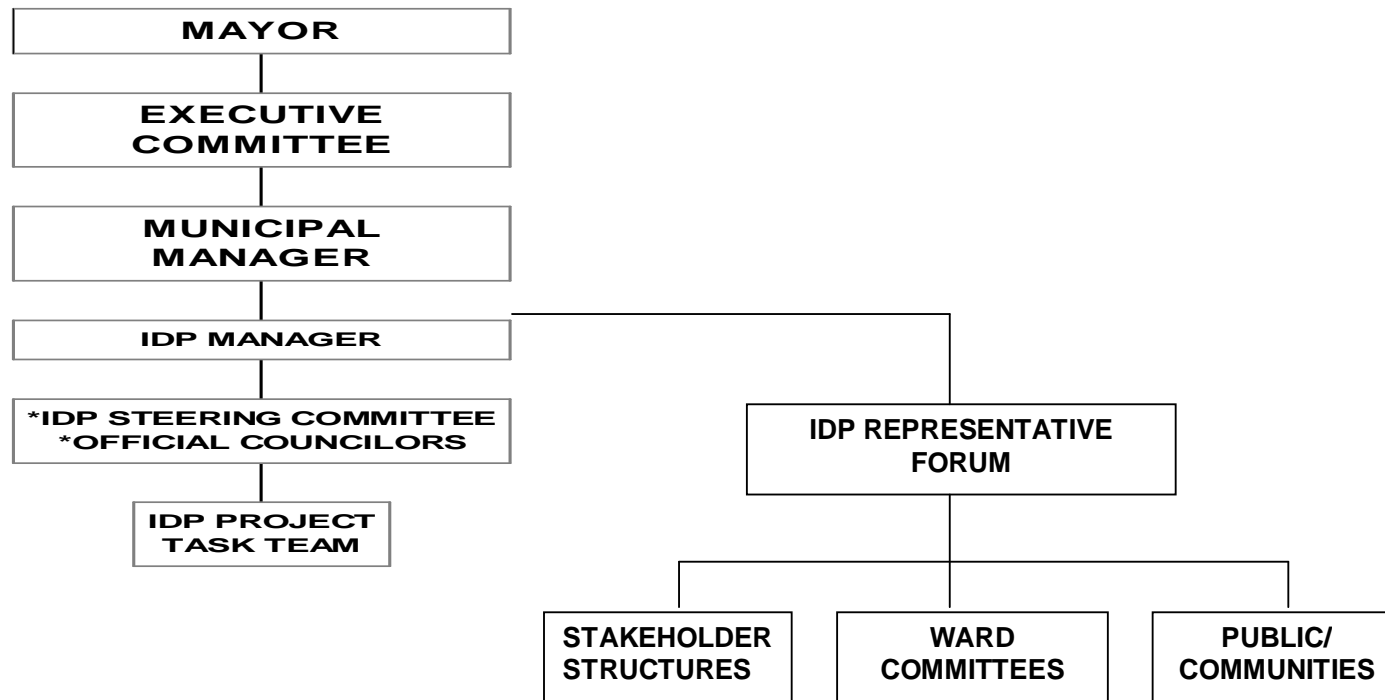 MAYOR
EXECUTIVE
COMMITTEE
MUNICIPAL
MANAGER
IDP MANAGER
*IDP STEERING COMMITTEE
*OFFICIAL COUNCILORS
IDP PROJECT
TASK TEAM
IDP REPRESENTATIVE
FORUM
STAKEHOLDER
STRUCTURES
WARD
COMMITTEES
PUBLIC/
COMMUNITIES